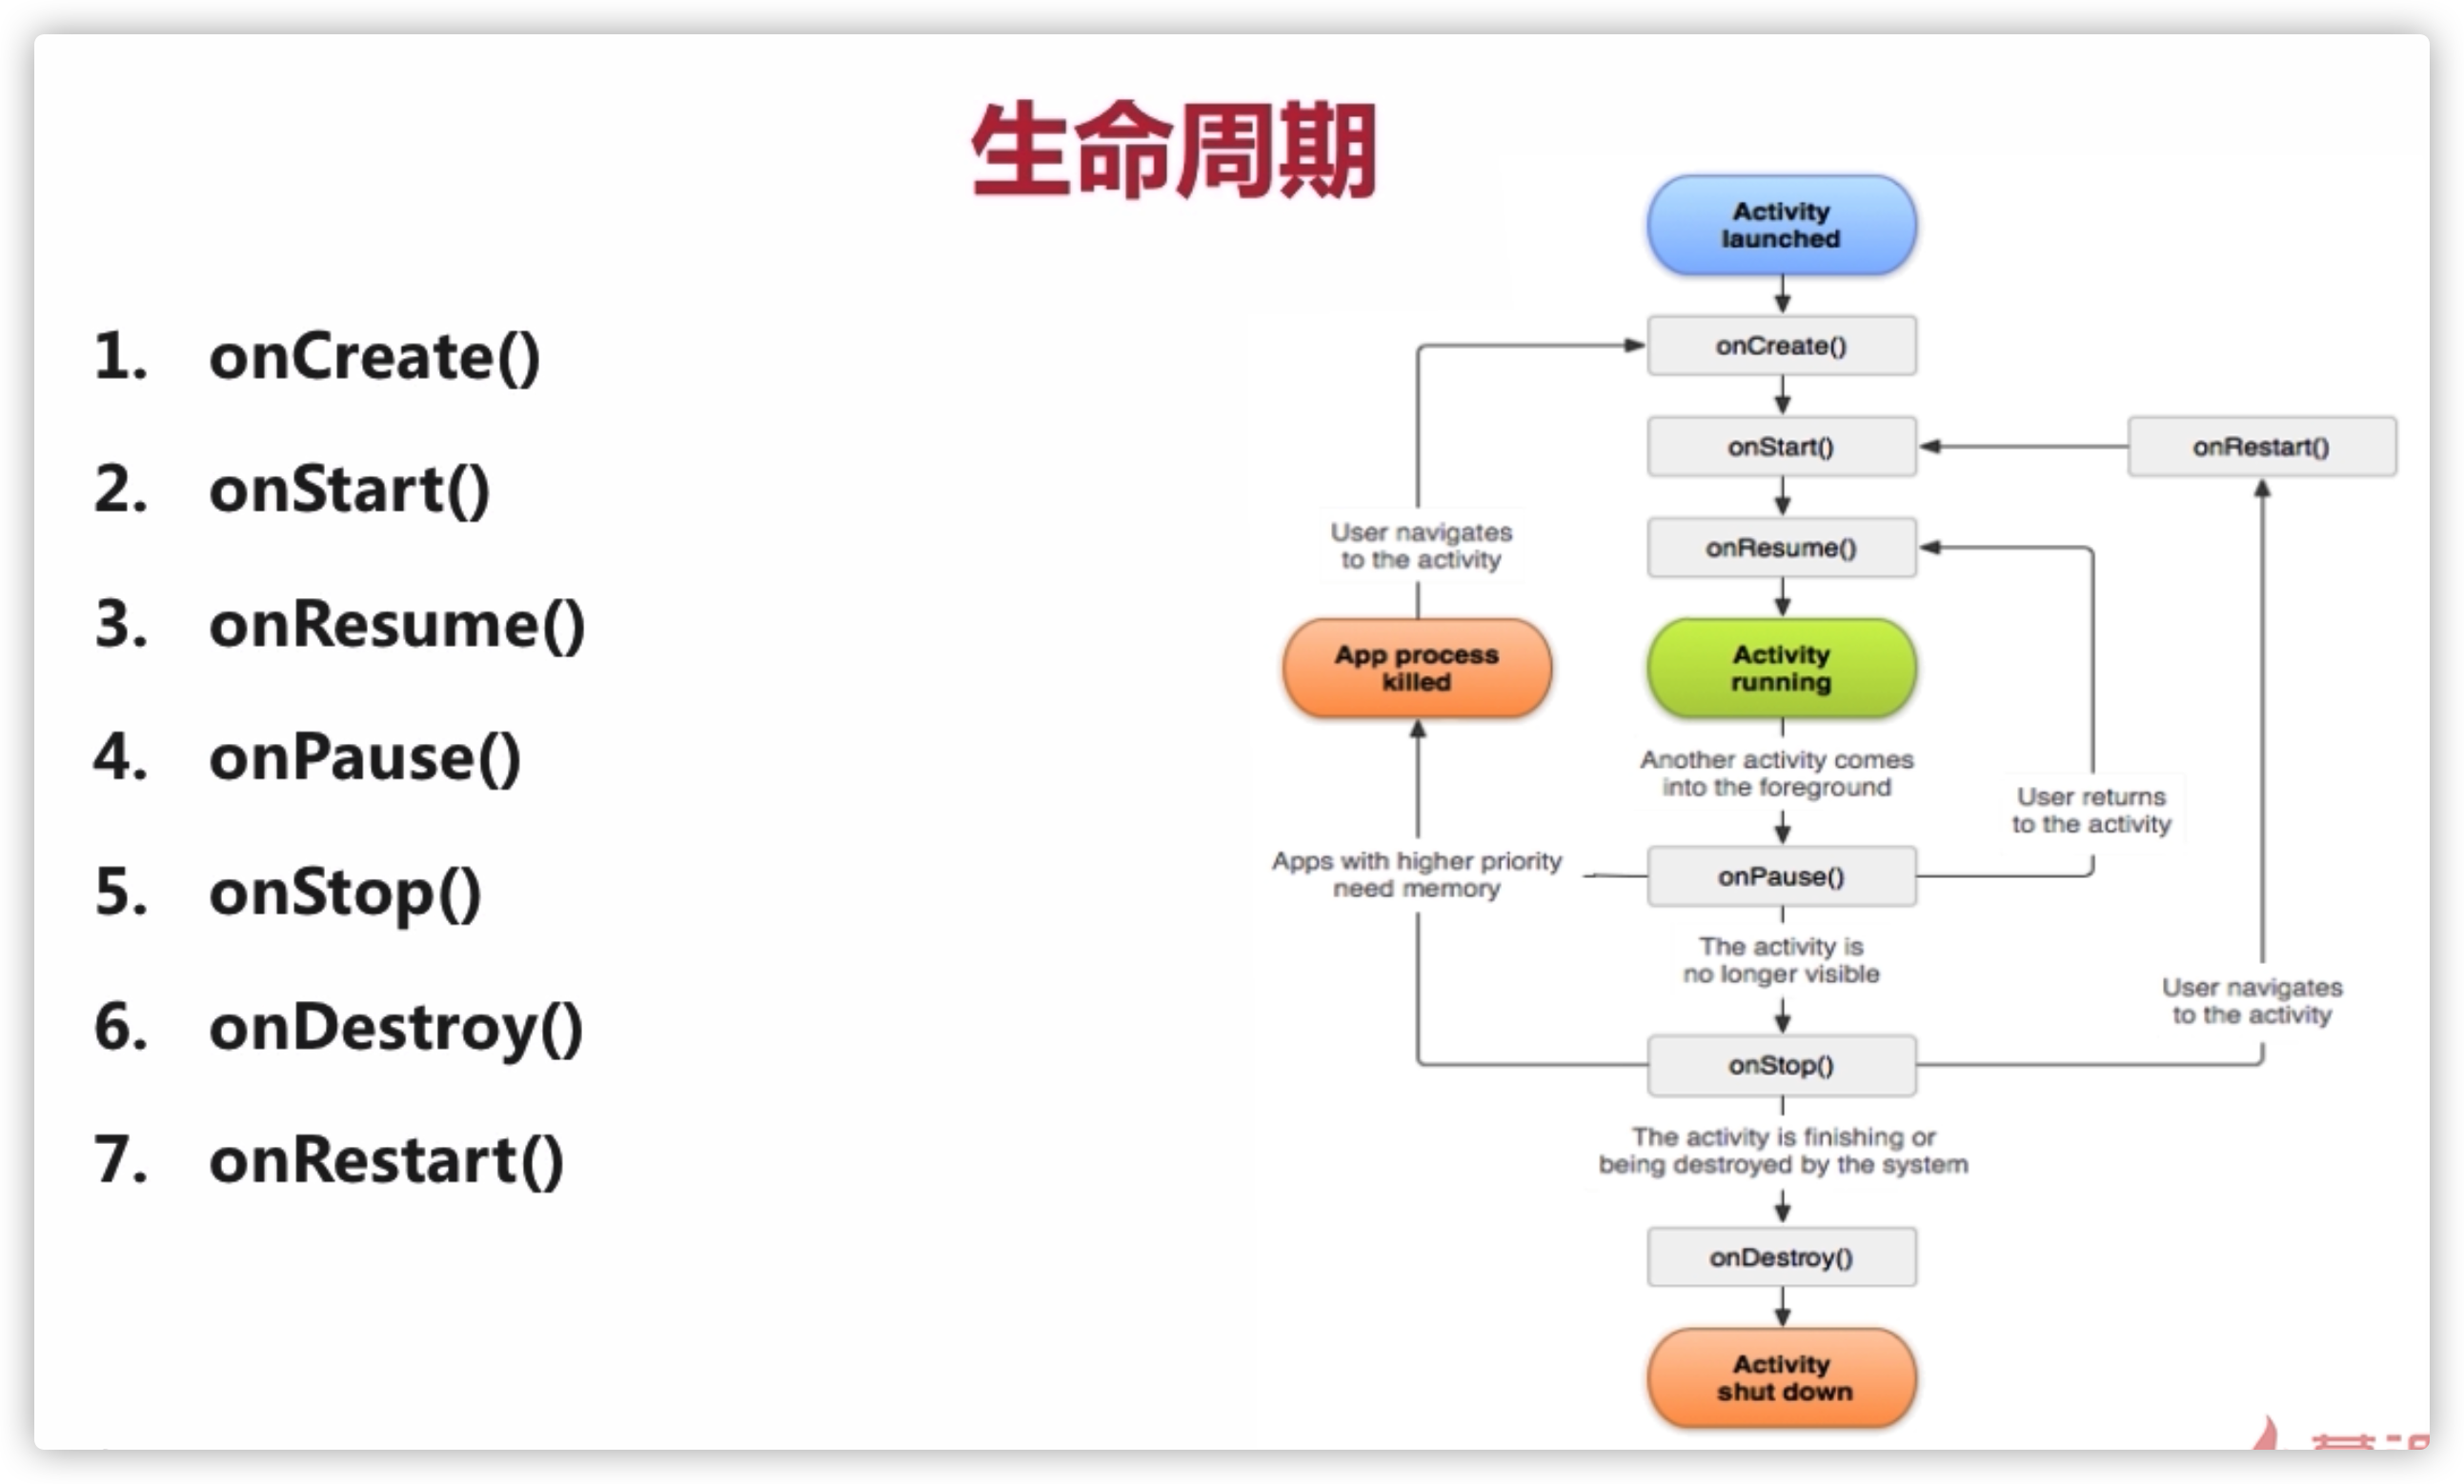 生命周期
1. onCreate()
2. onStart()
3. onResume()
4. onPause()
5. onStop()
6. onDestroy()
7. onRestart()
Activity
launched
onCreate()
onStart()
onRestart()
User navigates
to the activity
onResume()
App process
killed
Activity
running
Another activity comes
into the foreground
User returns
to the activity
Apps with higher priority
need memory
onPause()
The activity is
no longer visible
User navigates
to the activity
onStop()
The activity is finishing or
being destroyed by the system
onDestroy()
Activity
shut down